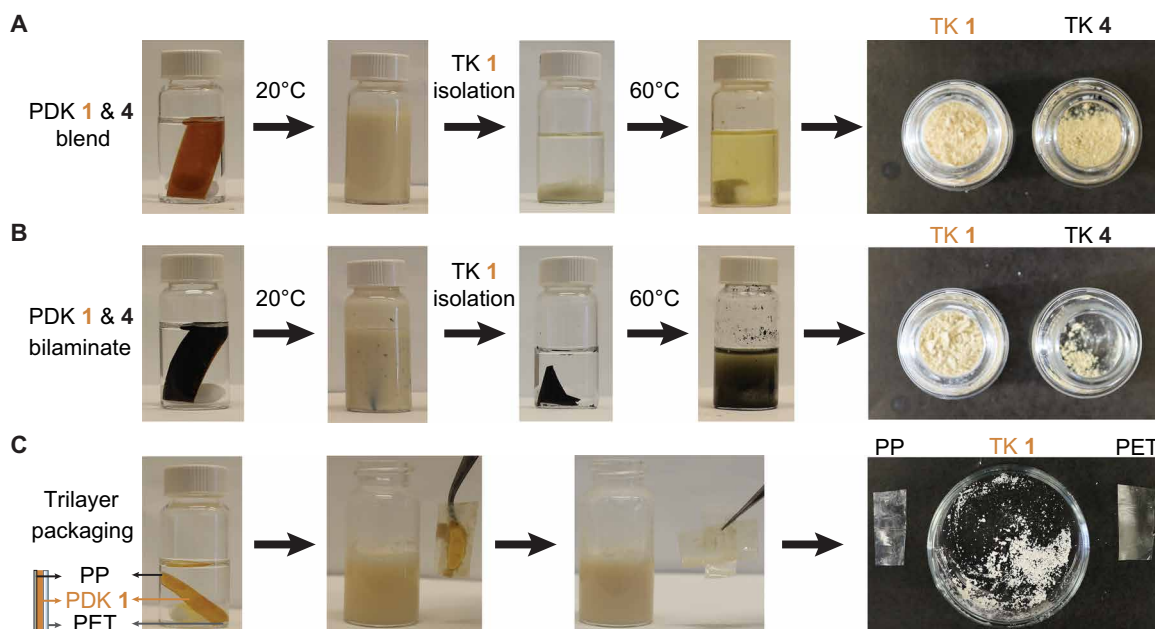 A
PDK 1 & 4
blend
20°C
TK 1
isolation
60°C
TK 1
TK 4
B
PDK 1 & 4
bilaminate
20°C
TK 1
isolation
60°C
TK 1
TK 4
C
Trilayer
packaging
PP
PDK 1
PET
PP
TK 1
PET